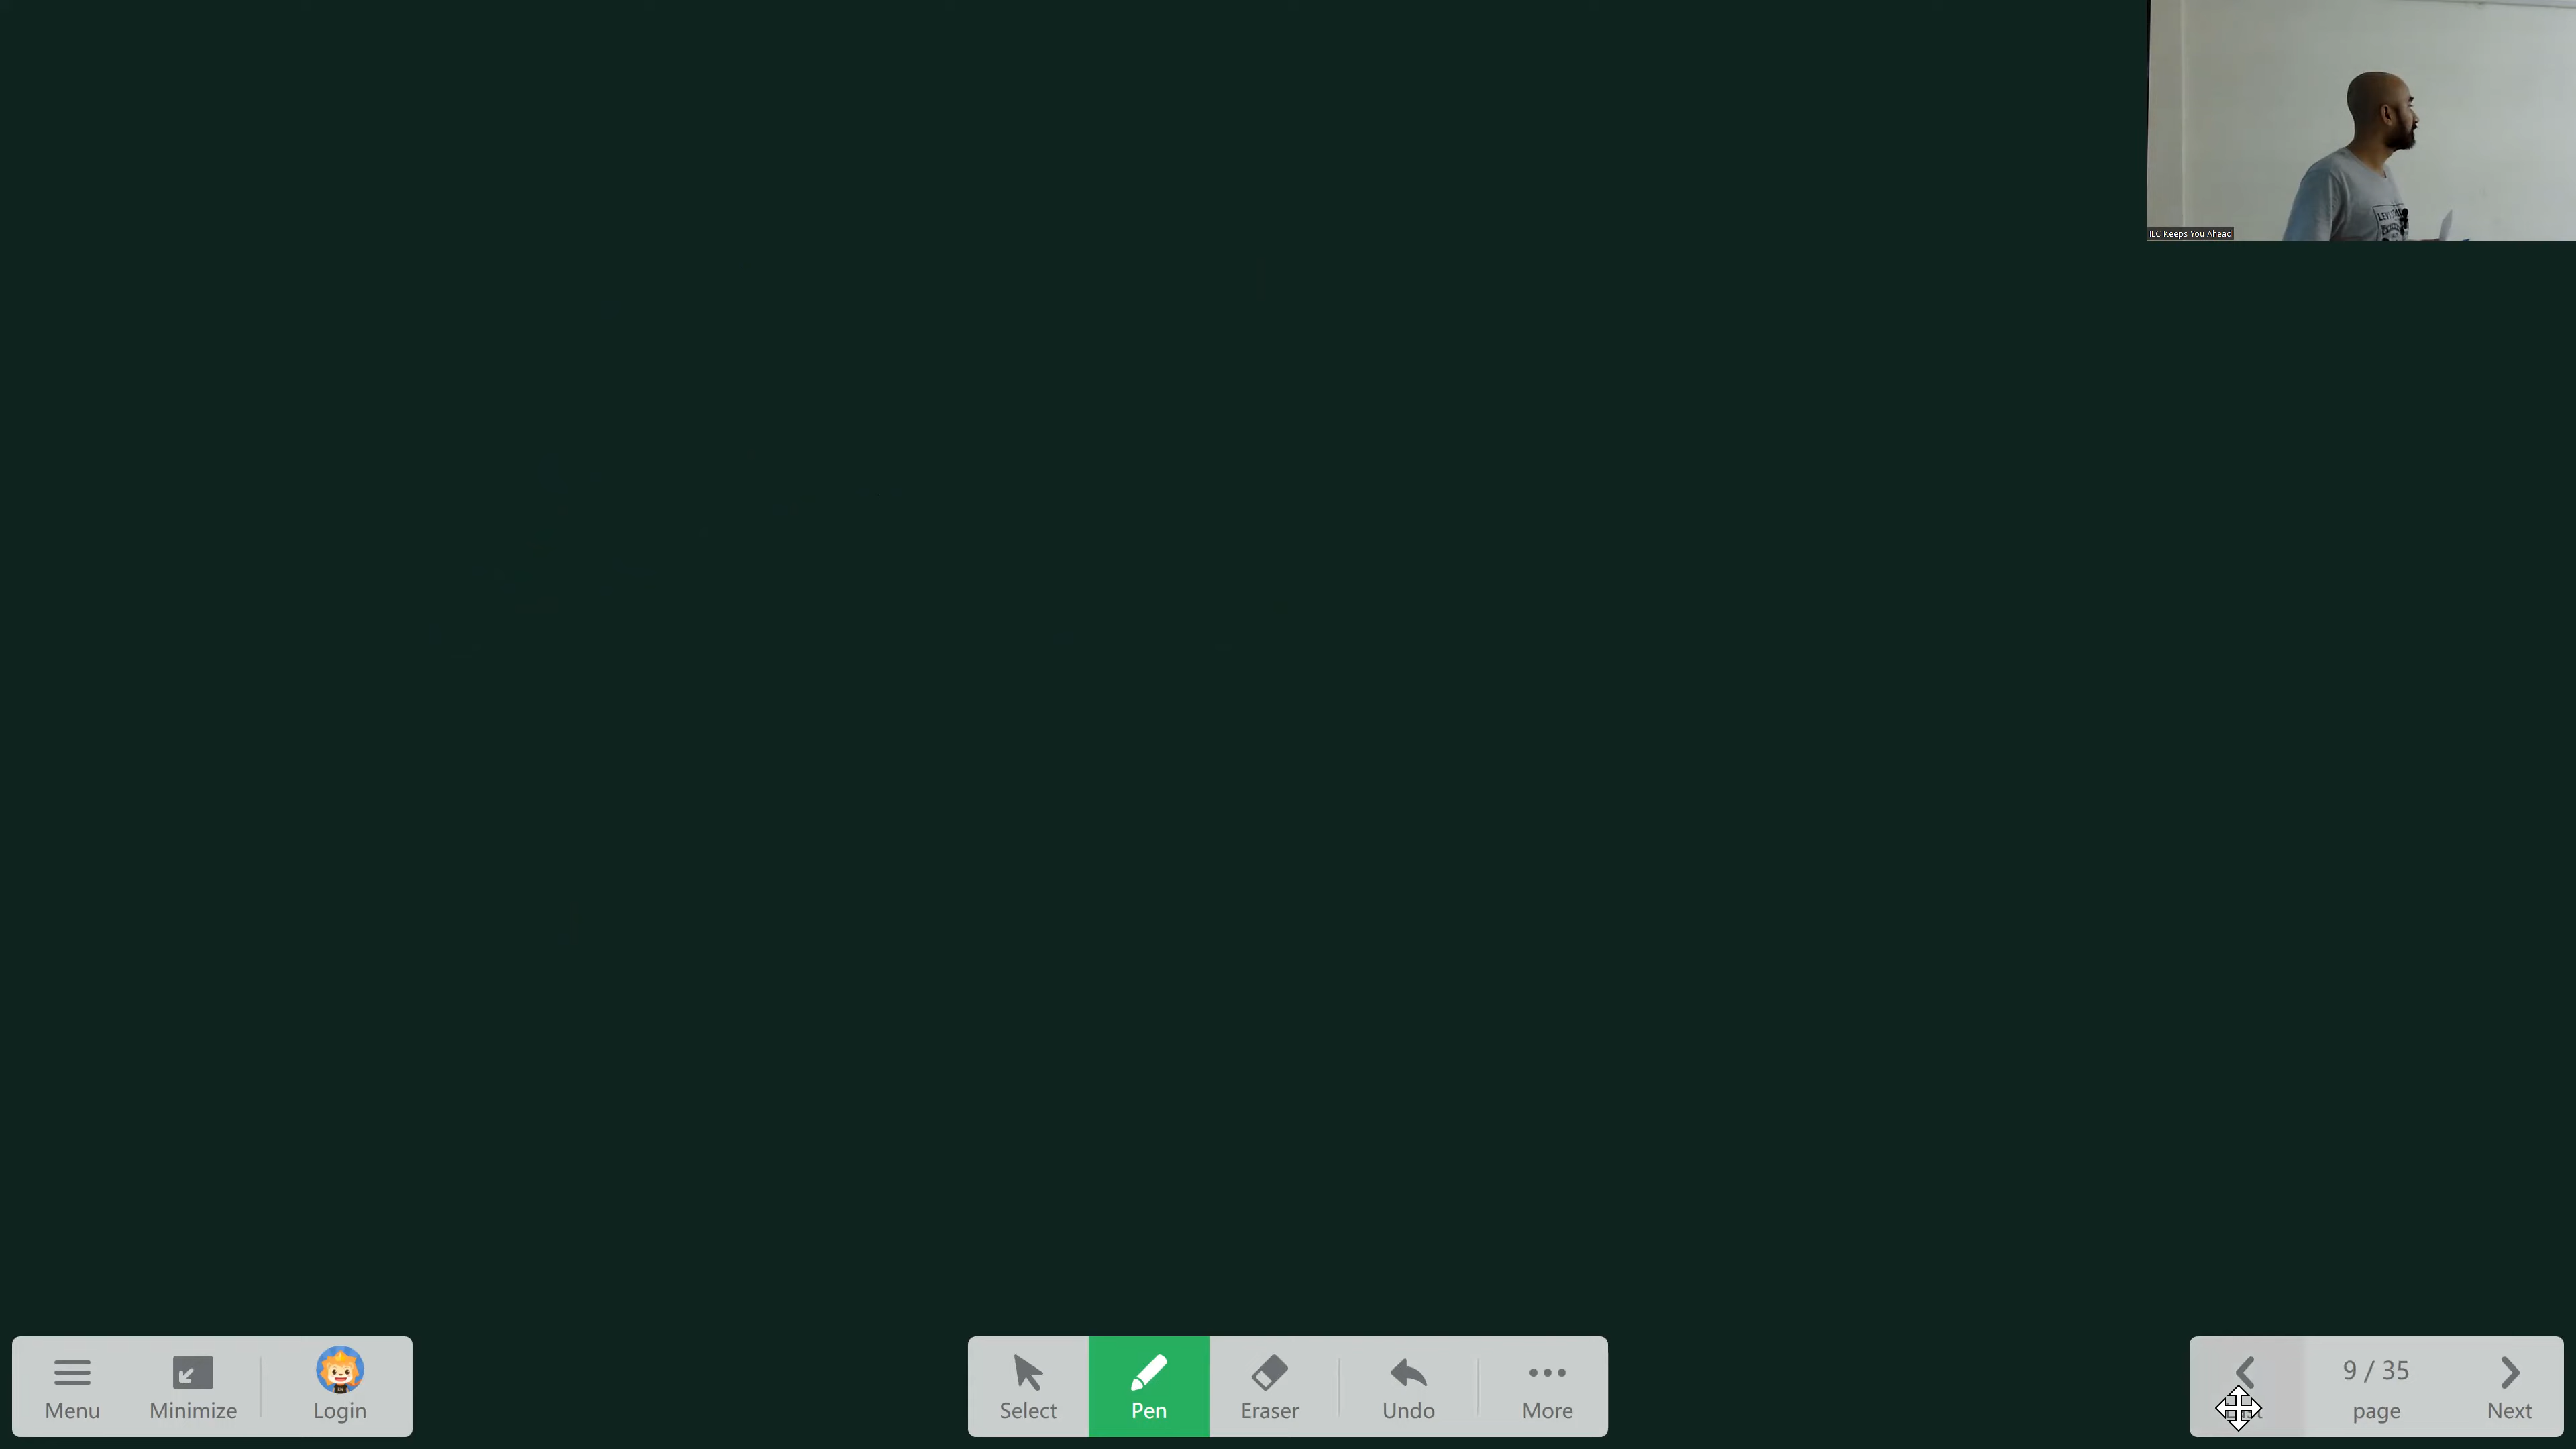 ILC Keeps You Ahead
Menu
Minimize
Login
Select
Pen
Eraser
Undo
More
9 / 35
page
Next